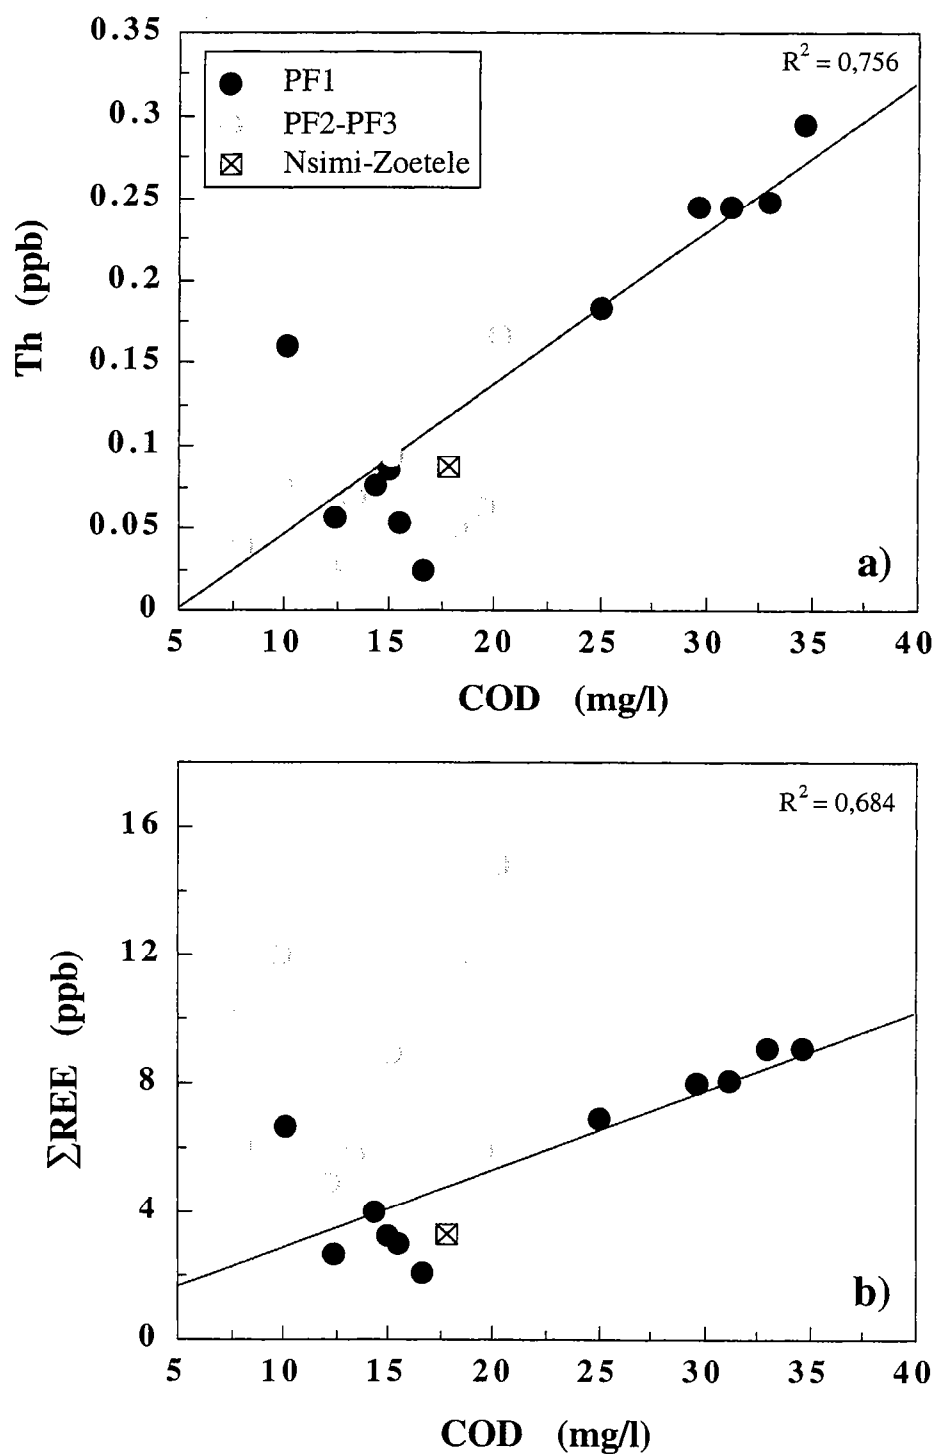 0.35
R² = 0,756
PF1
PF2-PF3
Nsimi-Zoetele
0.3
0.25
0.2
0.15
0.1
0.05
0
Th (ppb)
a)
5 10 15 20 25 30 35 40
COD (mg/l)
R² = 0,684
16
12
8
4
0
ΣREE (ppb)
b)
5 10 15 20 25 30 35 40
COD (mg/l)